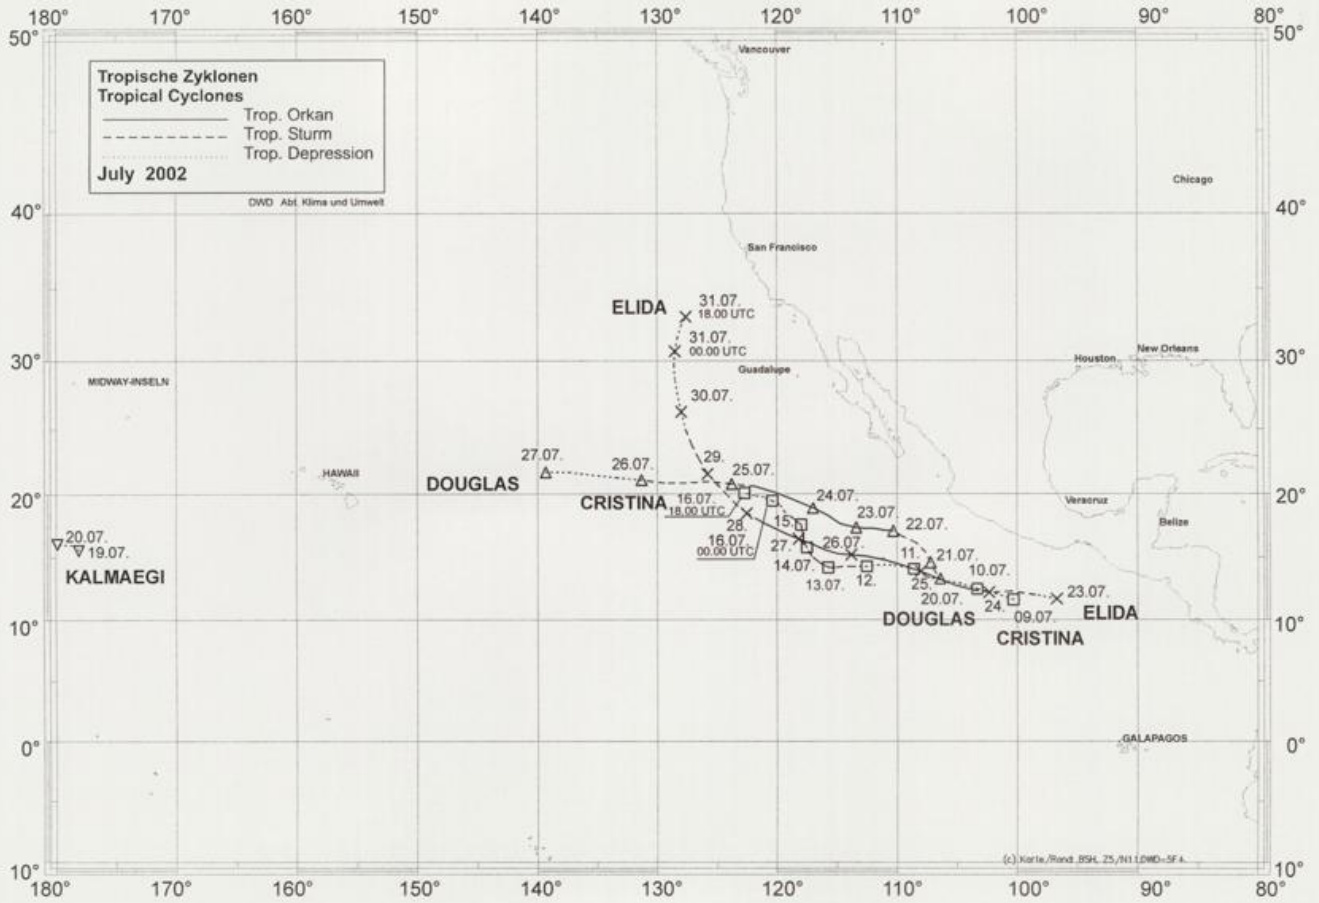 180° 170° 160° 150° 140° 130° 120° 110° 100° 90° 80°
50° 50°
Vancouver
Tropische Zyklonen
Tropical Cyclones
Trop. Orkan
Trop. Sturm
Trop. Depression
July 2002
DWD Abt. Klima und Umwelt
Chicago
40° 40°
San Francisco
ELIDA
31.07.
18.00 UTC
31.07.
00.00 UTC
30° 30°
New Orleans
Houston
Guadalupe
MIDWAY-INSELN
30.07.
29.
27.07.
26.07.
25.07.
HAWAII
DOUGLAS
CRISTINA
16.07.
18.00 UTC
24.07.
20° 20°
Veracruz
Belize
28.
15.
23.07.
22.07.
16.07.
00.00 UTC
27.
26.07.
11.
21.07.
20.07.
19.07.
KALMAEGI
14.07.
13.07.
12.
25.
10.07.
20.07.
24.
23.07.
09.07.
ELIDA
DOUGLAS
CRISTINA
10° 10°
0° 0°
GALAPAGOS
10° 10°
180° 170° 160° 150° 140° 130° 120° 110° 100° 90° 80°